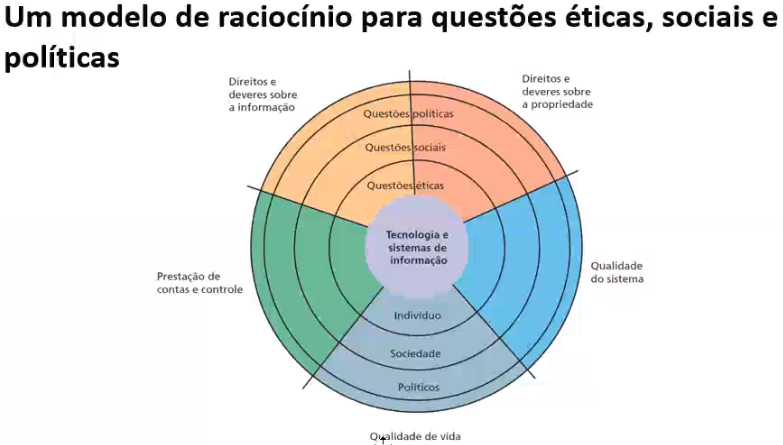 Um modelo de raciocínio para questões éticas, sociais e
políticas
Direitos e
deveres sobre
a informação
Direitos e
deveres sobre
a propriedade
Questões políticas
Questões sociais
Questões éticas
Tecnologia e
sistemas de
informação
Prestação de
contas e controle
Qualidade
do sistema
Indivíduo
Sociedade
Políticos
Qualidade de vida